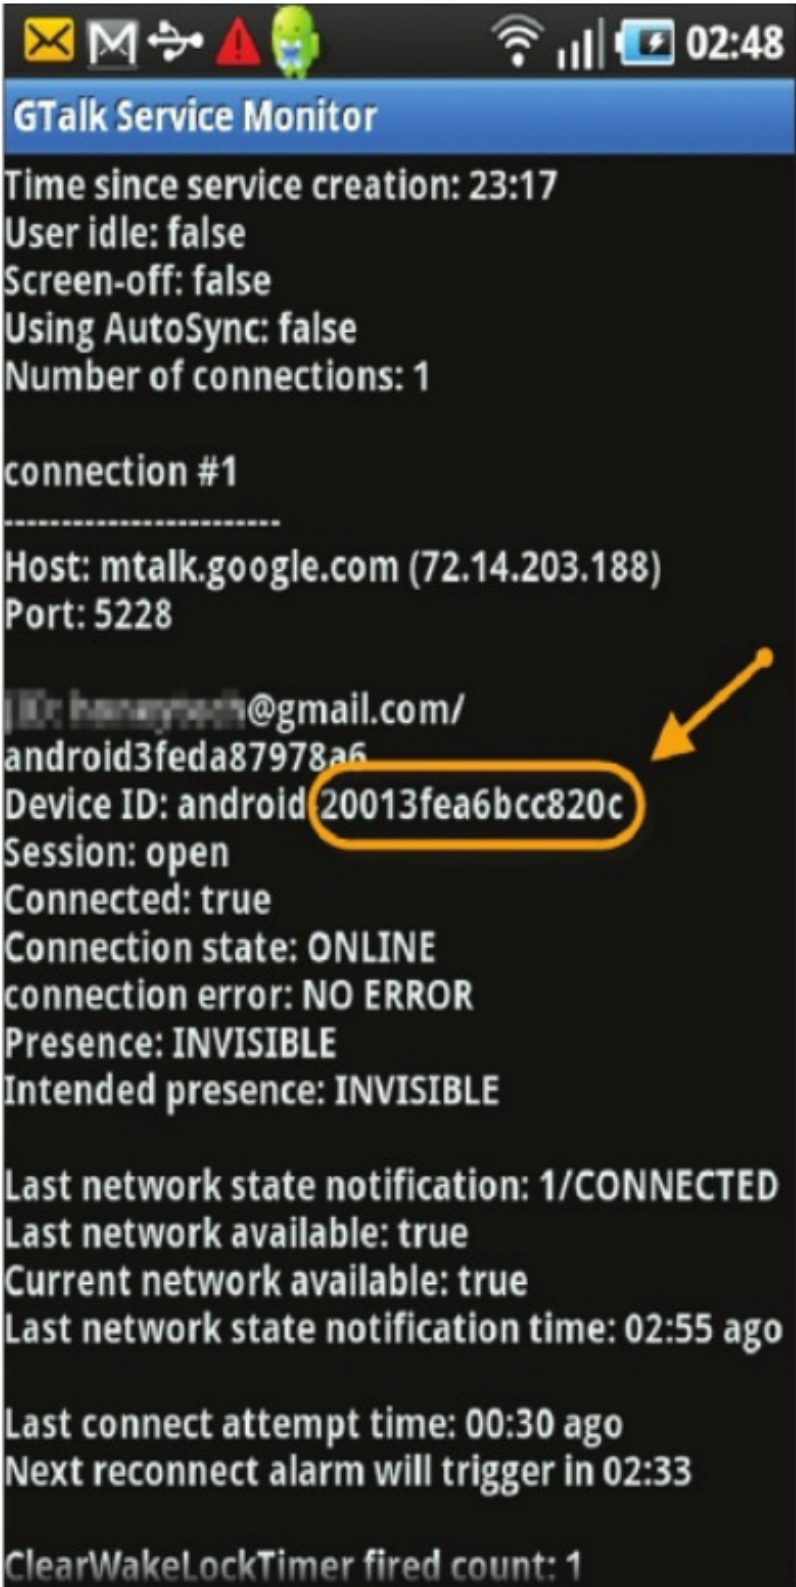 02:48
GTalk Service Monitor
Time since service creation: 23:17
User idle: false
Screen-off: false
Using AutoSync: false
Number of connections: 1
connection #1
------------------------
Host: mtalk.google.com (72.14.203.188)
Port: 5228
@gmail.com/
android3feda87978a6
Device ID: android 20013fea6bcc820c
Session: open
Connected: true
Connection state: ONLINE
connection error: NO ERROR
Presence: INVISIBLE
Intended presence: INVISIBLE
Last network state notification: 1/CONNECTED
Last network available: true
Current network available: true
Last network state notification time: 02:55 ago
Last connect attempt time: 00:30 ago
Next reconnect alarm will trigger in 02:33
ClearWakeLockTimer fired count: 1